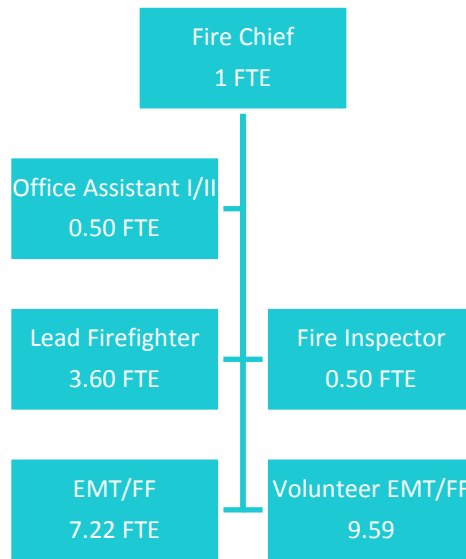 Fire Chief
1 FTE
Office Assistant I/II
0.50 FTE
Lead Firefighter
3.60 FTE
Fire Inspector
0.50 FTE
EMT/FF
7.22 FTE
Volunteer EMT/FF
9.59